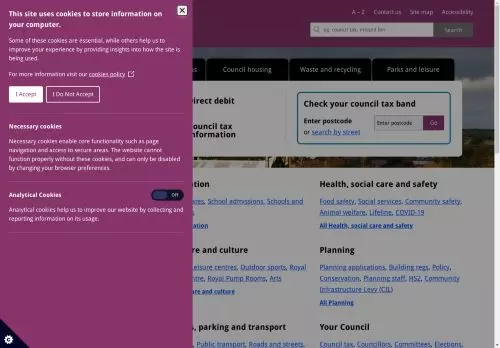 This site uses cookies to store information on
your computer.
Some of these cookies are essential, while others help us to
improve your experience by providing insights into how the site is
being used.
For more information visit our cookies policy
I Accept
I Do Not Accept
Necessary cookies
Necessary cookies enable core functionality such as page
navigation and access to secure areas. The website cannot
function properly without these cookies, and can only be disabled
by changing your browser preferences.
Analytical Cookies
Off
Analytical cookies help us to improve our website by collecting and
reporting information on its usage.
A – Z Contact us Site map Accessibility
eg. council tax, missed bin
Search
Council housing
Waste and recycling
Parks and leisure
direct debit
council tax
information
Check your council tax band
Enter postcode
or search by street
Enter postcode
Go
School admissions, Schools and
Health, social care and safety
Food safety, Social services, Community safety,
Animal welfare, Lifeline, COVID-19
All Health, social care and safety
re and culture
Leisure centres, Outdoor sports, Royal
Centre, Royal Pump Rooms, Arts
re and culture
Planning
Planning applications, Building regs, Policy,
Conservation, Planning staff, HS2, Community
Infrastructure Levy (CIL)
All Planning
s, parking and transport
Public transport, Roads and streets,
Your Council
Council tax, Councillors, Committees, Elections,